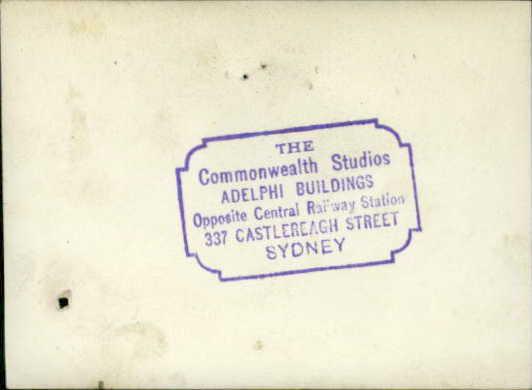 THE
Commonwealth Studios
ADELPHI BUILDINGS
Opposite Central Railway Station
337 CASTLEREAGH STREET
SYDNEY